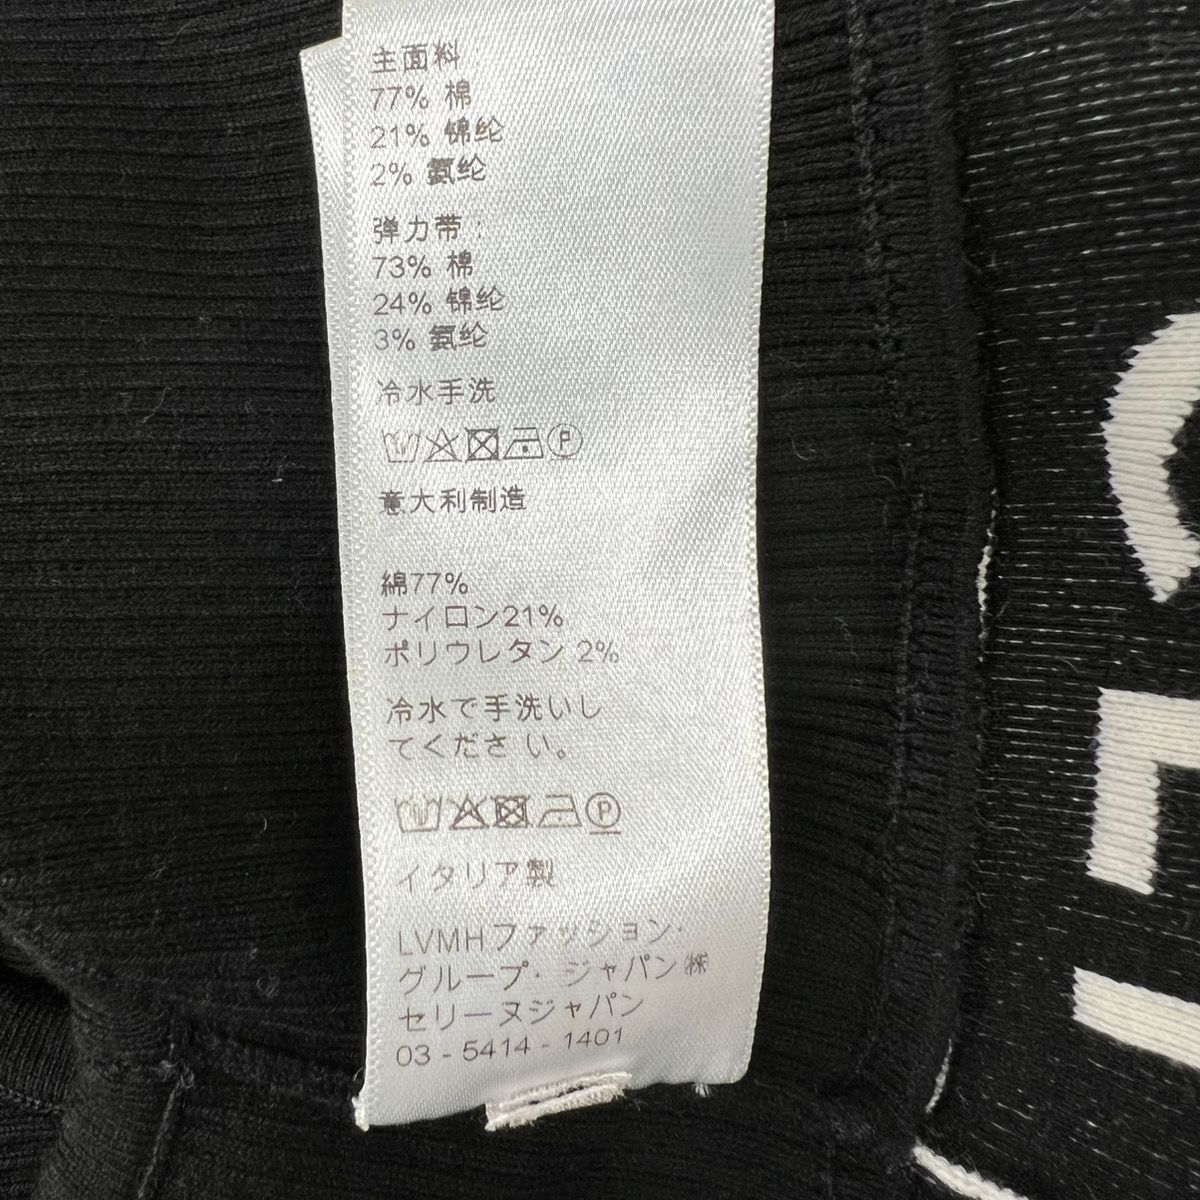 主面料：
77% 棉
21% 锦纶
2% 氨纶
弹力带：
73% 棉
24% 锦纶
3% 氨纶
冷水手洗
P
意大利制造
綿77%
ナイロン21%
ポリウレタン 2%
冷水で手洗いし
てください。
P
イタリア製
LVMHファッション・
グループ・ジャパン㈱
セリーヌジャパン
03 - 5414 - 1401